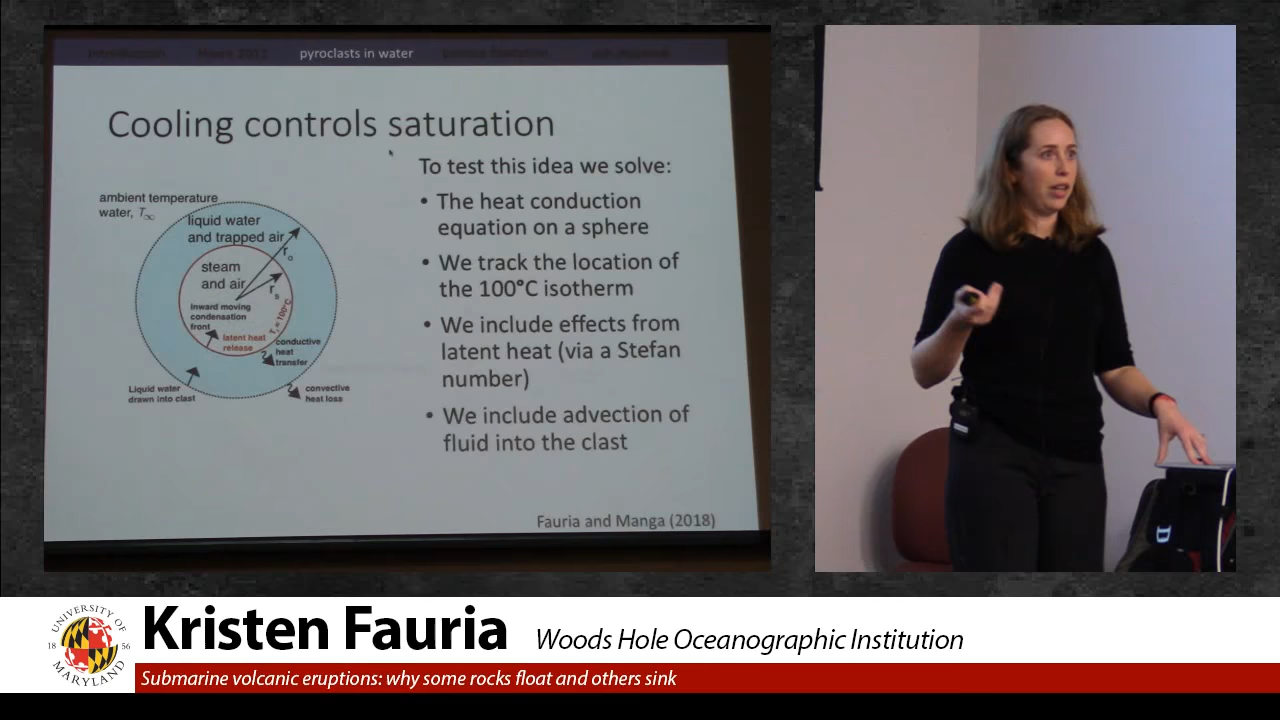 pyroclasts in water
Cooling controls saturation
To test this idea we solve:
• The heat conduction
equation on a sphere
• We track the location of
the 100°C isotherm
• We include effects from
latent heat (via a Stefan
number)
• We include advection of
fluid into the clast
ambient temperature
water, T∞
liquid water
and trapped air
r₀
steam
and air
rₛ
Inward moving
condensation
front
Tₛ = 100°C
latent heat
release
conductive
heat
transfer
Liquid water
drawn into clast
convective
heat loss
Fauria and Manga (2018)
UNIVERSITY OF
18 56
MARYLAND
Kristen Fauria Woods Hole Oceanographic Institution
Submarine volcanic eruptions: why some rocks float and others sink